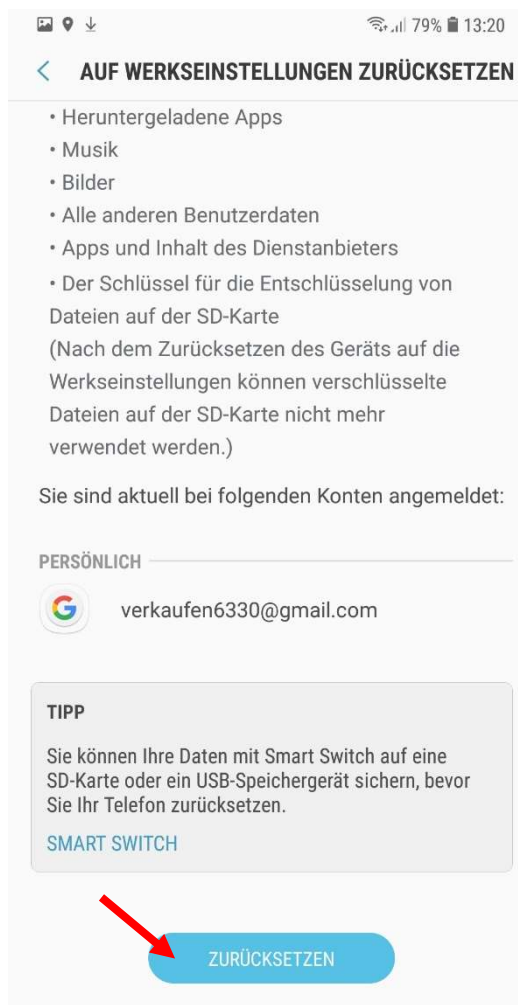 79% 13:20
AUF WERKSEINSTELLUNGEN ZURÜCKSETZEN
• Heruntergeladene Apps
• Musik
• Bilder
• Alle anderen Benutzerdaten
• Apps und Inhalt des Dienstanbieters
• Der Schlüssel für die Entschlüsselung von
Dateien auf der SD-Karte
(Nach dem Zurücksetzen des Geräts auf die
Werkseinstellungen können verschlüsselte
Dateien auf der SD-Karte nicht mehr
verwendet werden.)
Sie sind aktuell bei folgenden Konten angemeldet:
PERSÖNLICH
G verkaufen6330@gmail.com
TIPP
Sie können Ihre Daten mit Smart Switch auf eine
SD-Karte oder ein USB-Speichergerät sichern, bevor
Sie Ihr Telefon zurücksetzen.
SMART SWITCH
ZURÜCKSETZEN